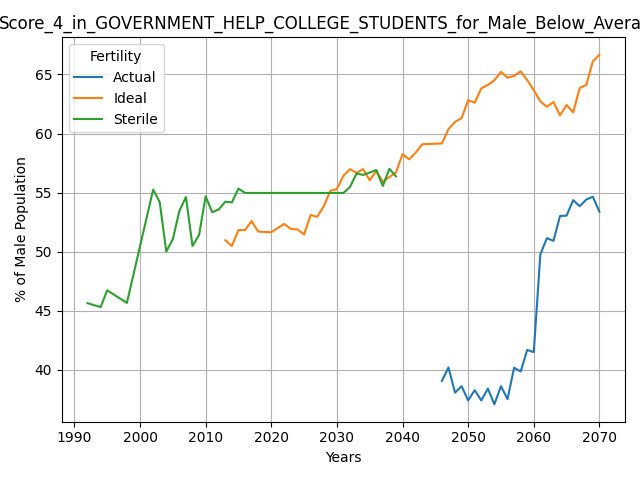 Score_4_in_GOVERNMENT_HELP_COLLEGE_STUDENTS_for_Male_Below_Avera
Fertility
Actual
Ideal
Sterile
% of Male Population
65
60
55
50
45
40
1990 2000 2010 2020 2030 2040 2050 2060 2070
Years